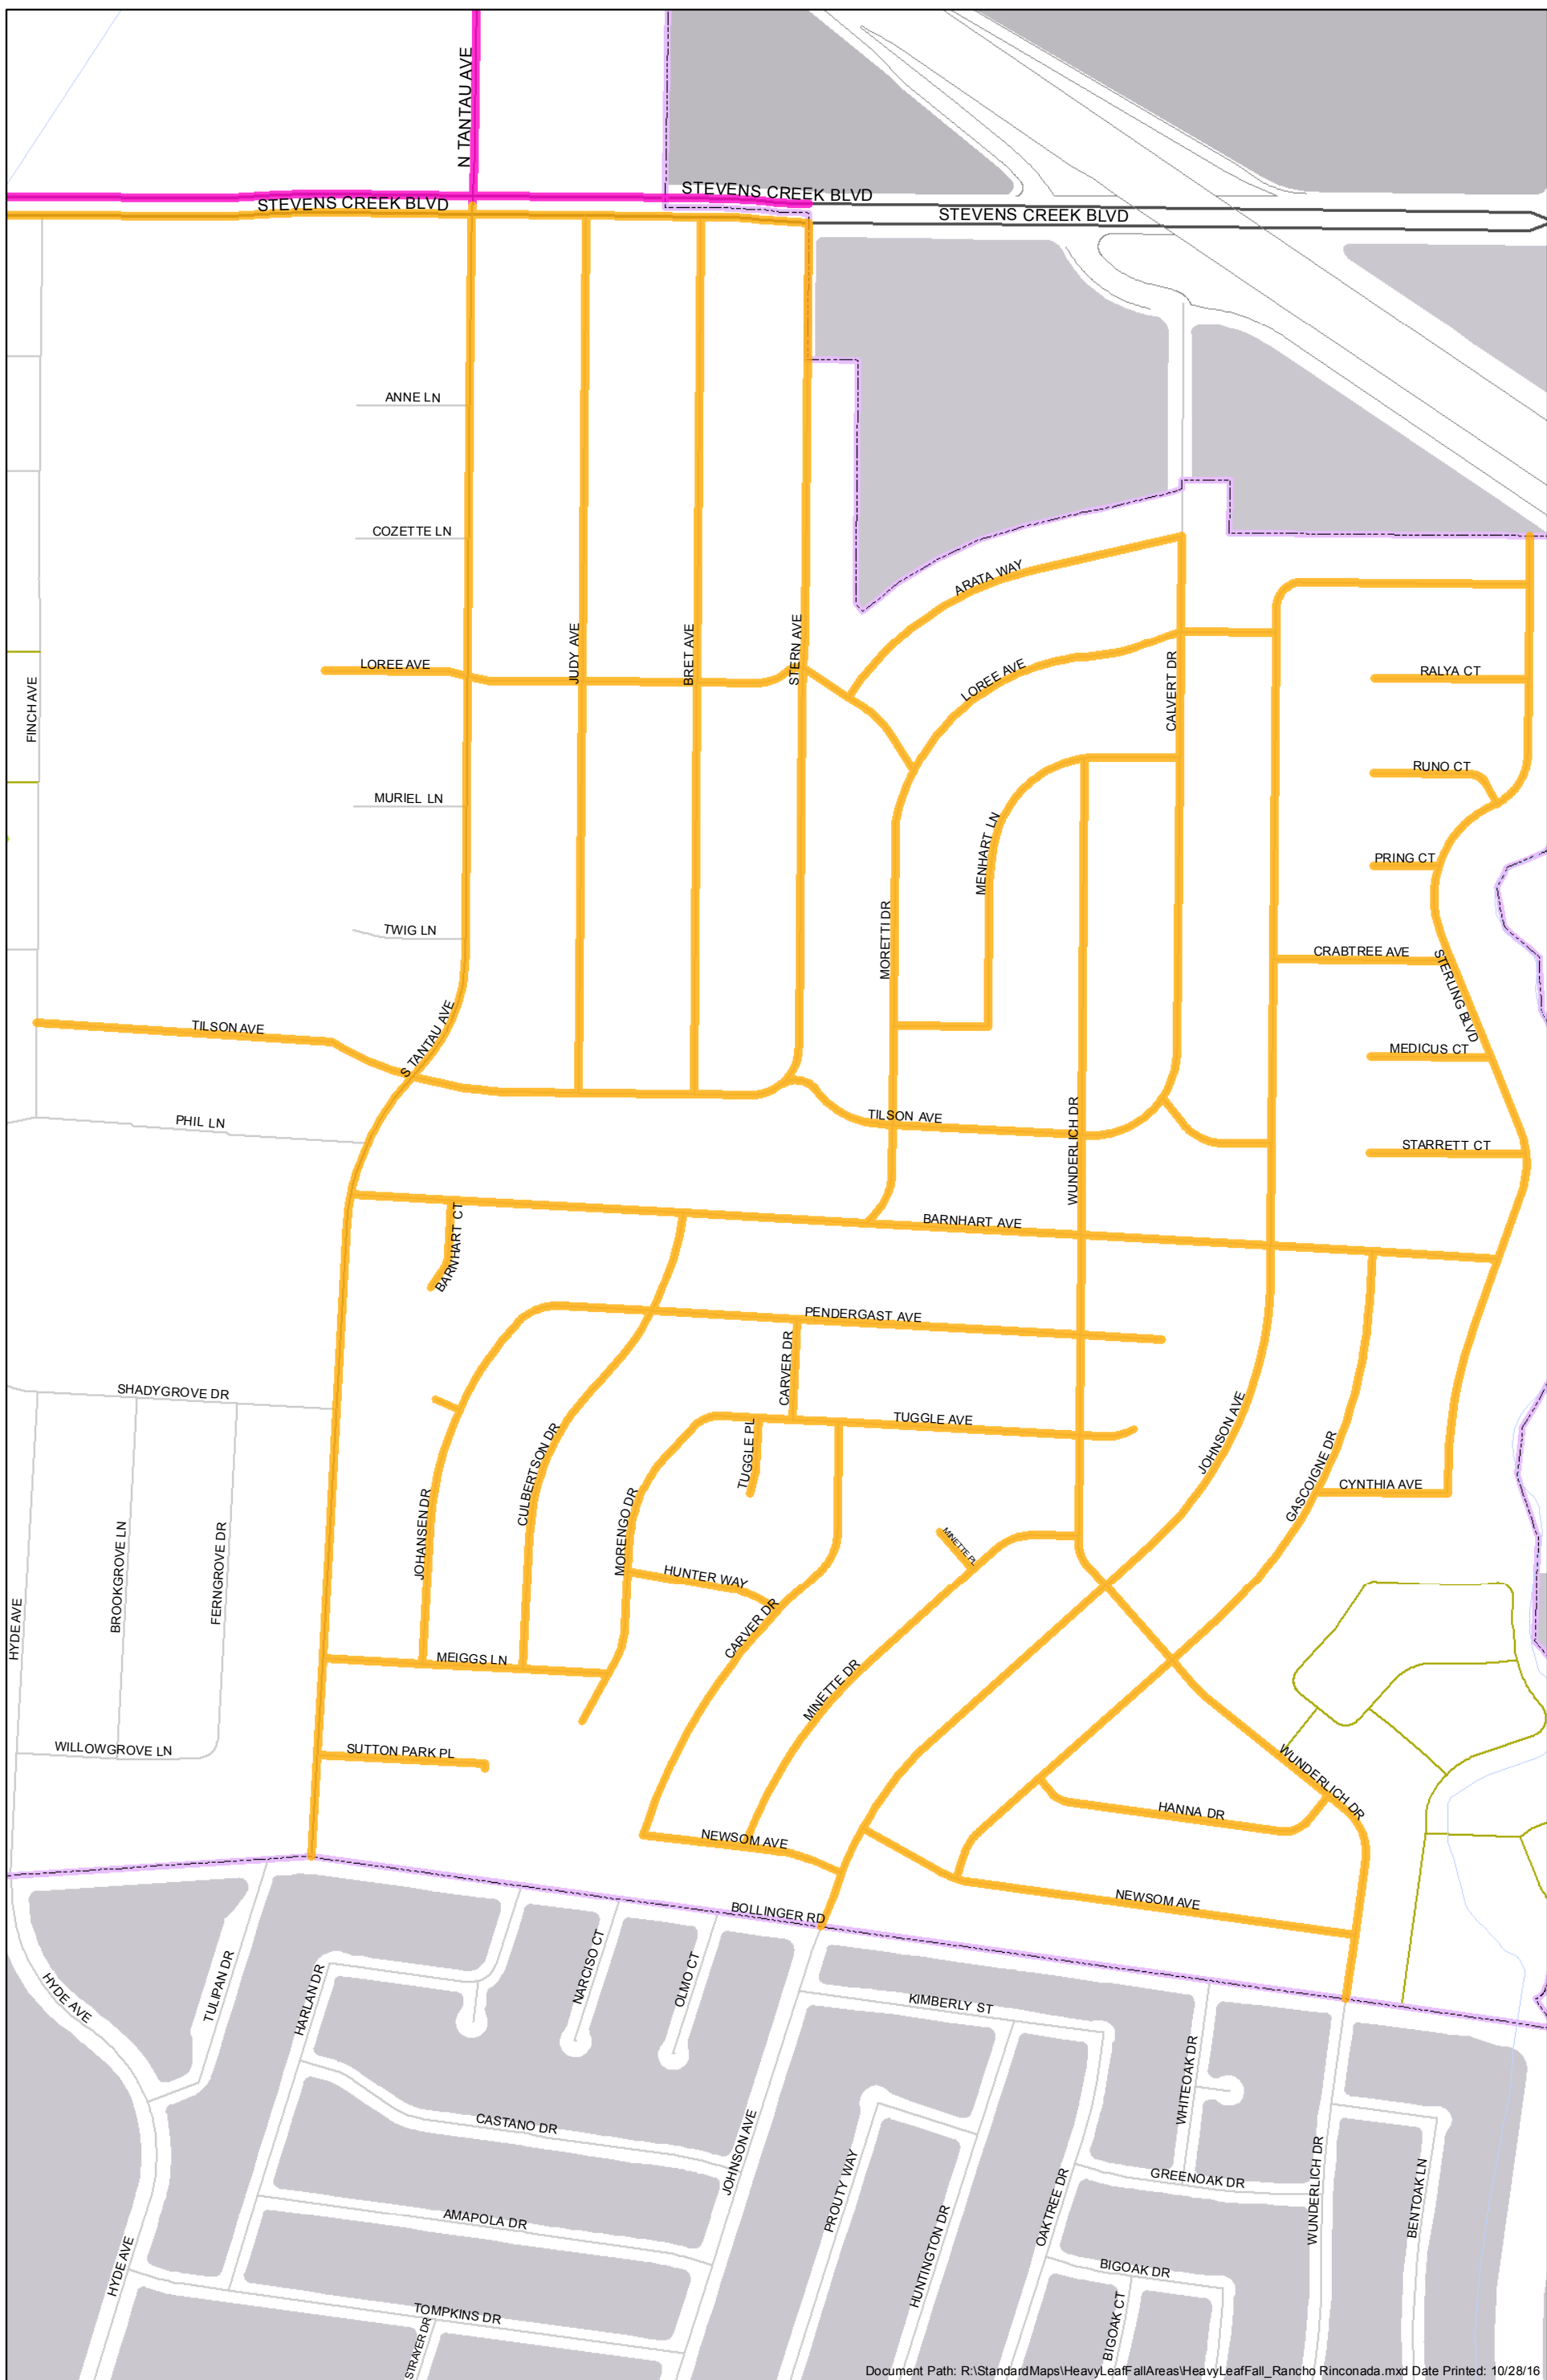 N TANTAU AVE
STEVENS CREEK BLVD
STEVENS CREEK BLVD
STEVENS CREEK BLVD
ANNE LN
COZETTE LN
ARATA WAY
JUDY AVE
BRET AVE
STERN AVE
LOREE AVE
LOREE AVE
CALVERT DR
RALYA CT
FINCH AVE
RUNO CT
MURIEL LN
MENHART LN
PRING CT
TWIG LN
MORETTI DR
CRABTREE AVE
STERLING BLVD
TILSON AVE
S TANTAU AVE
MEDICUS CT
PHIL LN
TILSON AVE
WUNDERLICH DR
STARRETT CT
BARNHART CT
BARNHART AVE
PENDERGAST AVE
SHADYGROVE DR
CARVER DR
TUGGLE AVE
TUGGLE PL
JOHNSON AVE
CULBERTSON DR
GASCOIGNE DR
CYNTHIA AVE
JOHANSEN DR
MORENGO DR
MINETTE PL
BROOKGROVE LN
FERNGROVE DR
HYDE AVE
HUNTER WAY
CARVER DR
MEIGGS LN
MINETTE DR
WILLOWGROVE LN
SUTTON PARK PL
WUNDERLICH DR
HANNA DR
NEWSOM AVE
NEWSOM AVE
BOLLINGER RD
HYDE AVE
TULIPAN DR
HARLAN DR
NARCISO CT
OLMO CT
KIMBERLY ST
WHITEOAK DR
CASTANO DR
JOHNSON AVE
PROUTY WAY
HUNTINGTON DR
OAKTREE DR
GREENOAK DR
WUNDERLICH DR
BENTOAK LN
AMAPOLA DR
HYDE AVE
BIGOAK DR
BIGOAK CT
TOMPKINS DR
STRAYER DR
Document Path: R:\StandardMaps\HeavyLeafFallAreas\HeavyLeafFall_Rancho Rinconada.mxd Date Printed: 10/28/16